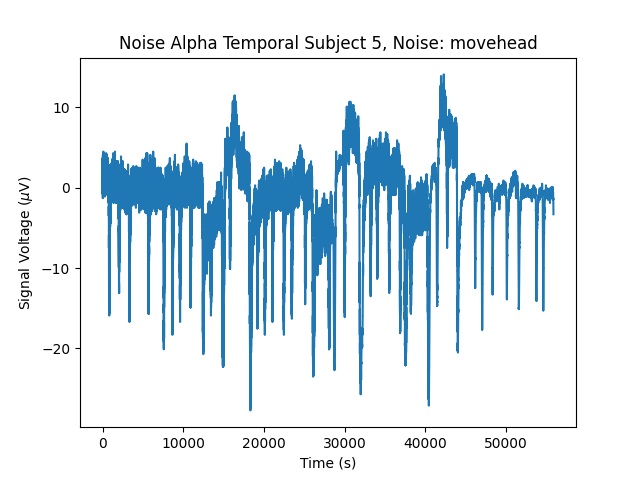 Noise Alpha Temporal Subject 5, Noise: movehead
Signal Voltage (μV)
10
0
−10
−20
0 10000 20000 30000 40000 50000
Time (s)